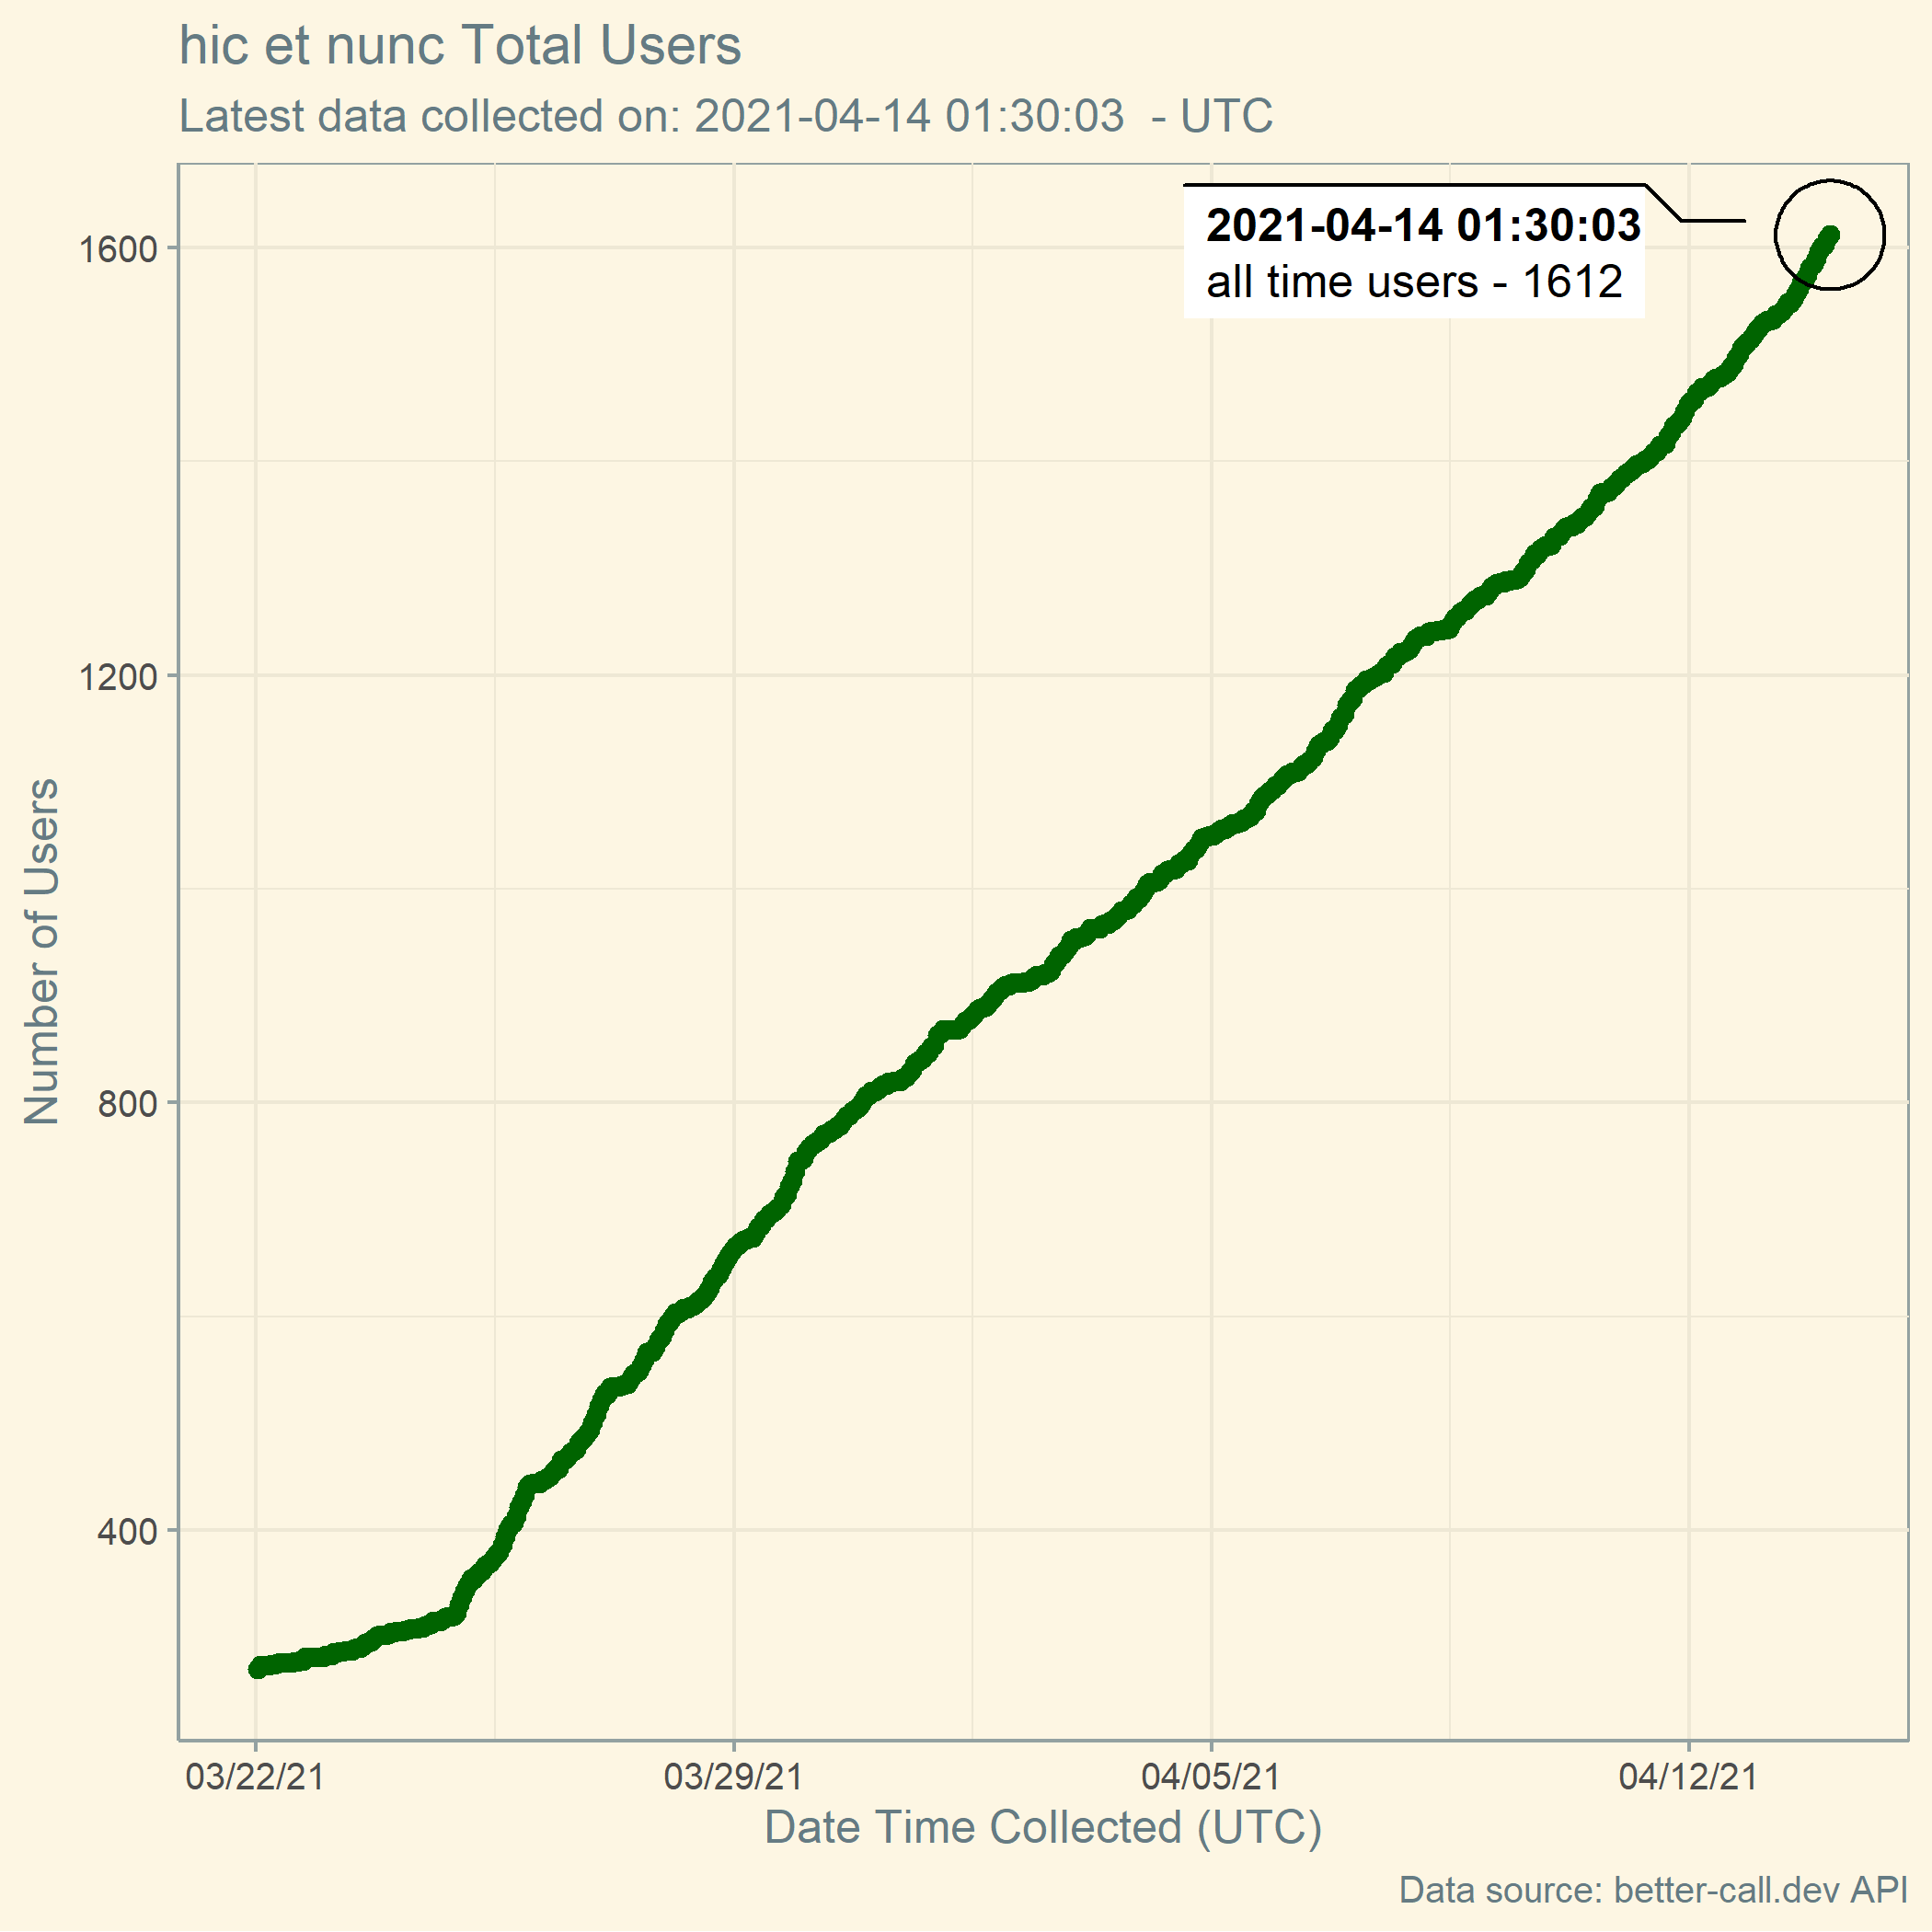 hic et nunc Total Users
Latest data collected on: 2021-04-14 01:30:03  - UTC
2021-04-14 01:30:03
all time users - 1612
Number of Users
1600
1200
800
400
03/22/21
03/29/21
04/05/21
04/12/21
Date Time Collected (UTC)
Data source: better-call.dev API